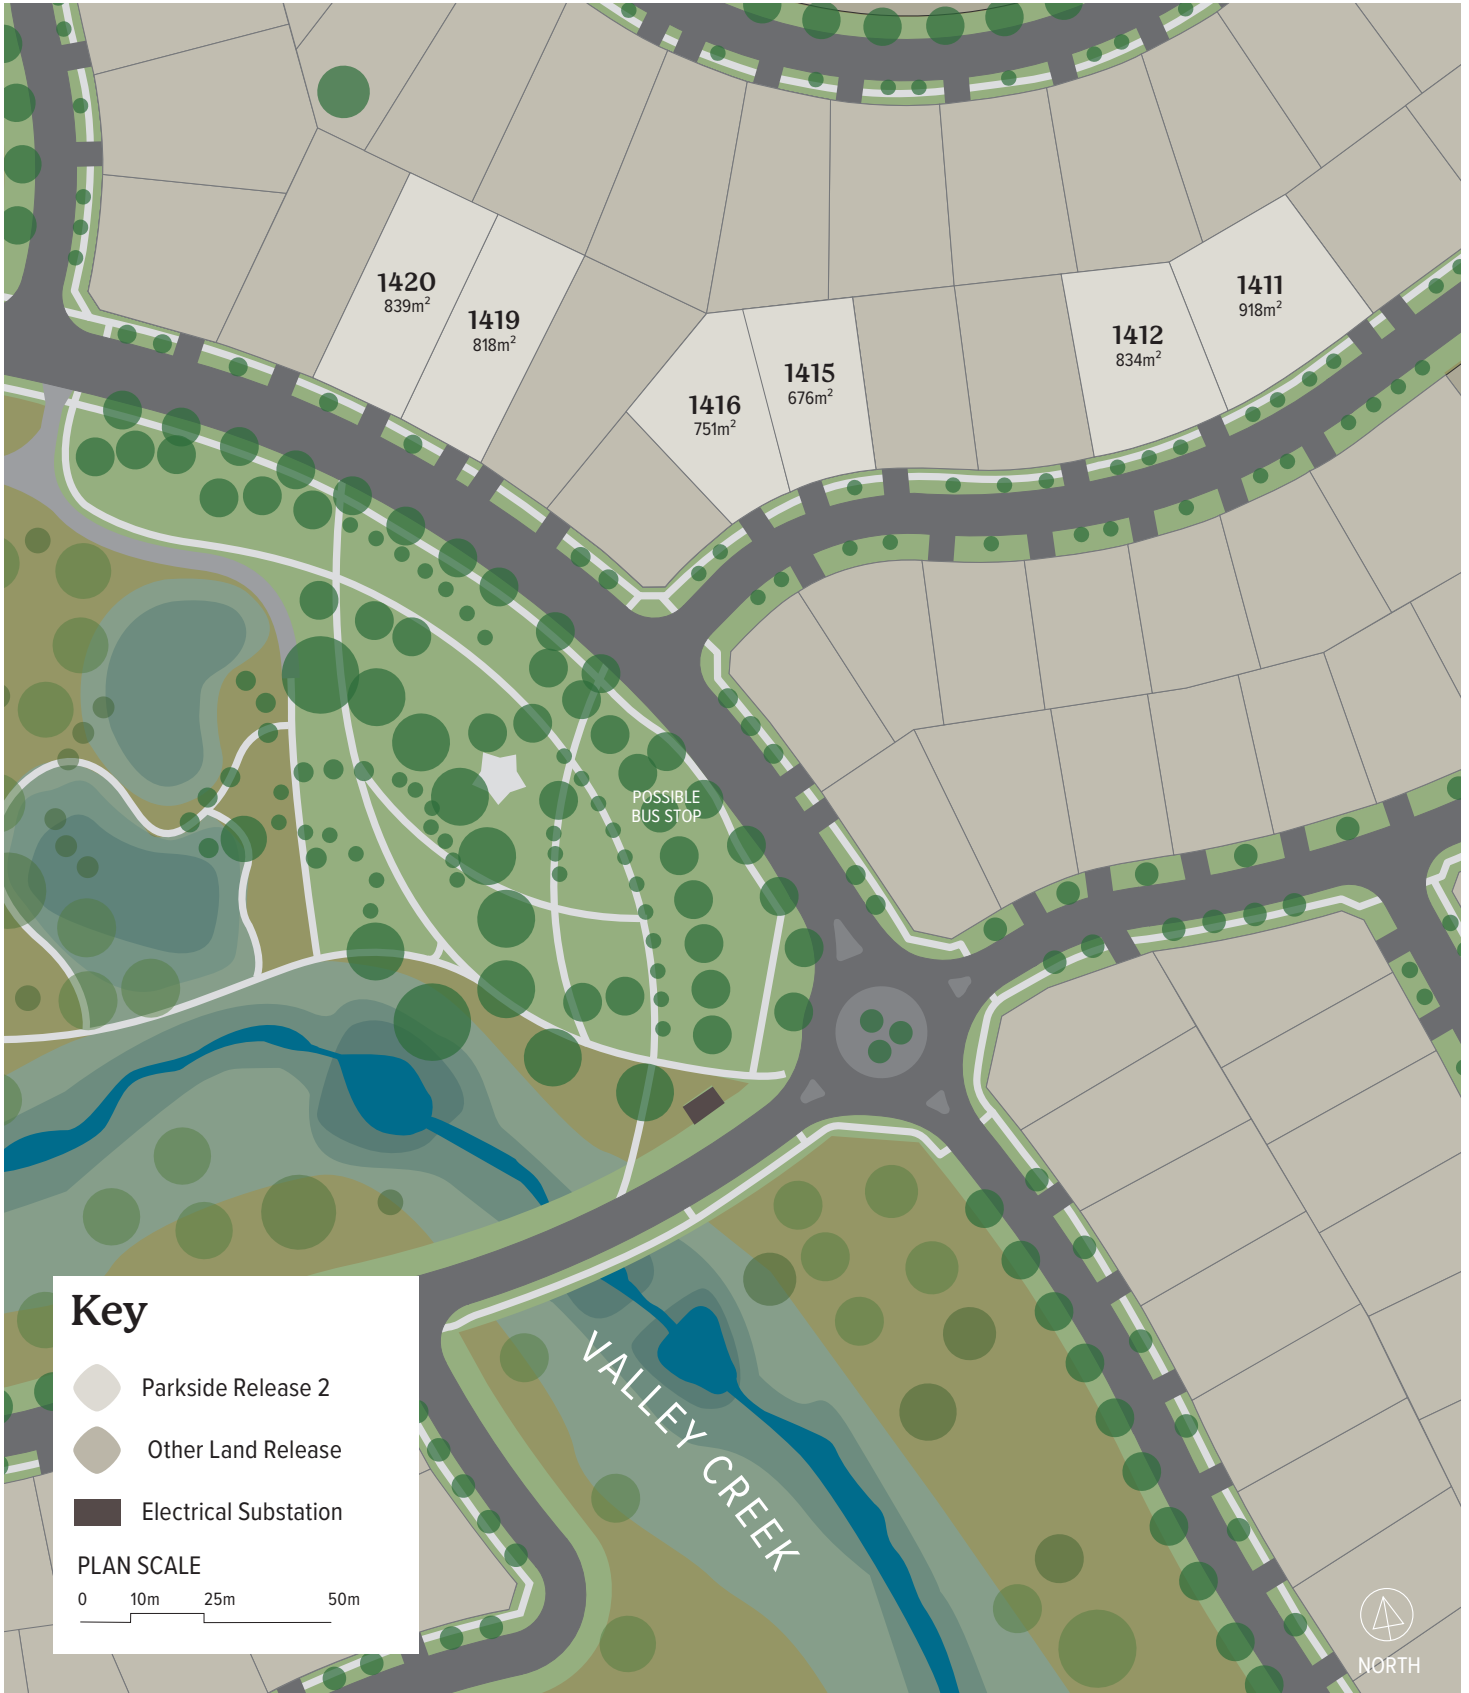 1420
839m²
1419
818m²
1416
751m²
1415
676m²
1412
834m²
1411
918m²
POSSIBLE
BUS STOP
VALLEY CREEK
Key
Parkside Release 2
Other Land Release
Electrical Substation
PLAN SCALE
0 10m 25m 50m
NORTH